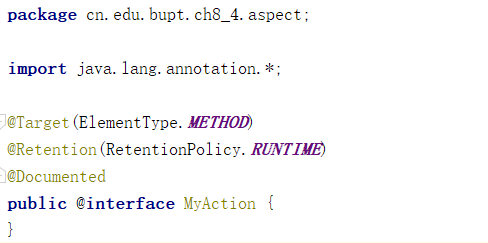 package cn.edu.bupt.ch8_4.aspect;
import java.lang.annotation.*;
@Target(ElementType.METHOD)
@Retention(RetentionPolicy.RUNTIME)
@Documented
public @interface MyAction {
}